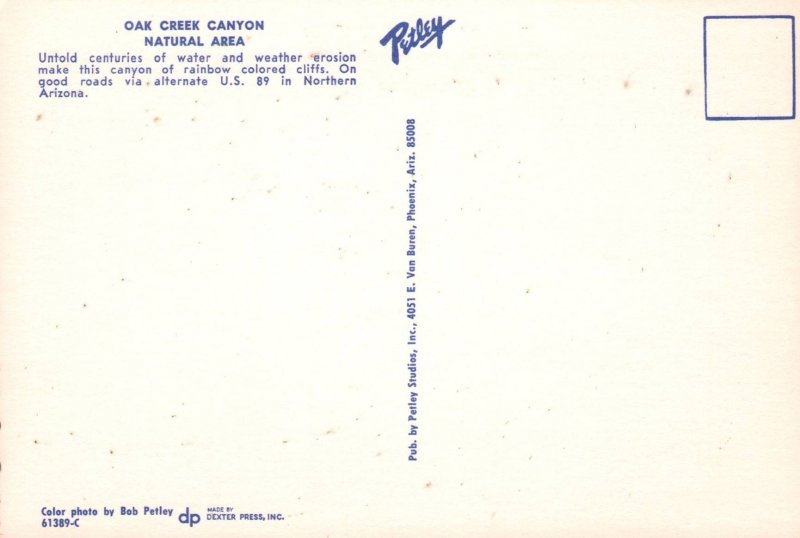 OAK CREEK CANYON
NATURAL AREA
Untold centuries of water and weather erosion
make this canyon of rainbow colored cliffs. On
good roads via alternate U.S. 89 in Northern
Arizona.
Petley
Pub. by Petley Studios, Inc., 4051 E. Van Buren, Phoenix, Ariz. 85008
Color photo by Bob Petley
61389-C
dp
MADE BY
DEXTER PRESS, INC.